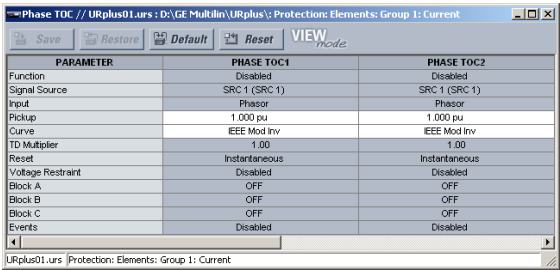 Phase TOC // URplus01.urs : D:\GE Multilin\URplus\: Protection: Elements: Group 1: Current
Save Restore Default Reset VIEW mode
PARAMETER PHASE TOC1 PHASE TOC2
Function Disabled Disabled
Signal Source SRC 1 (SRC 1) SRC 1 (SRC 1)
Input Phasor Phasor
Pickup 1.000 pu 1.000 pu
Curve IEEE Mod Inv IEEE Mod Inv
TD Multiplier 1.00 1.00
Reset Instantaneous Instantaneous
Voltage Restraint Disabled Disabled
Block A OFF OFF
Block B OFF OFF
Block C OFF OFF
Events Disabled Disabled
URplus01.urs Protection: Elements: Group 1: Current